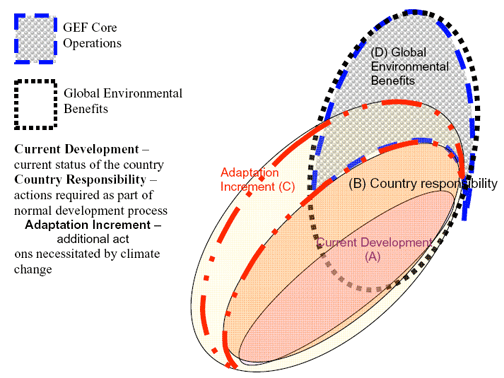 GEF Core
Operations
Global Environmental
Benefits
Current Development –
current status of the country
Country Responsibility –
actions required as part of
normal development process
Adaptation Increment –
additional act
ons necessitated by climate
change
(D) Global
Environmental
Benefits
Adaptation
Increment (C)
(B) Country responsibility
Current Development
(A)